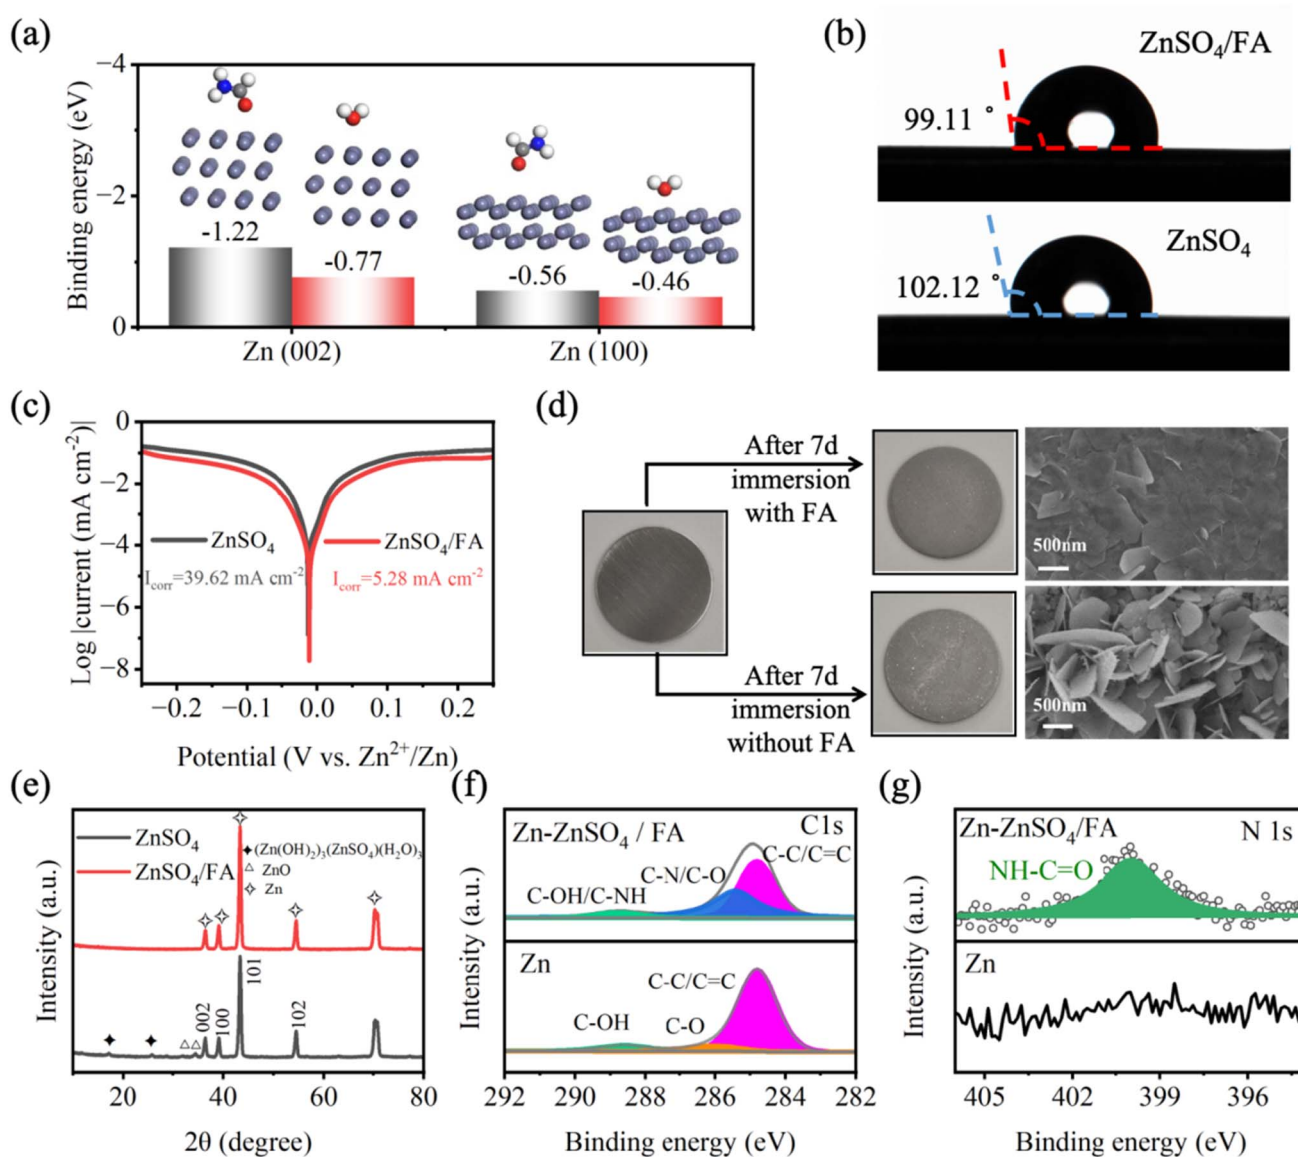 (a)
Binding energy (eV)
−4
−2
0
-1.22
-0.77
-0.56
-0.46
Zn (002)
Zn (100)
(b)
ZnSO₄/FA
99.11 °
ZnSO₄
102.12 °
(c)
Log |current (mA cm⁻²)|
0
−2
−4
−6
−8
ZnSO₄
ZnSO₄/FA
I_corr=39.62 mA cm⁻²
I_corr=5.28 mA cm⁻²
−0.2
−0.1
0.0
0.1
0.2
Potential (V vs. Zn²⁺/Zn)
(d)
After 7d
immersion
with FA
500nm
After 7d
immersion
without FA
500nm
(e)
Intensity (a.u.)
ZnSO₄
ZnSO₄/FA
(Zn(OH)₂)₃(ZnSO₄)(H₂O)₃
ZnO
Zn
002
100
101
102
20
40
60
80
2θ (degree)
(f)
Intensity (a.u.)
Zn-ZnSO₄ / FA
C1s
C-C/C=C
C-N/C-O
C-OH/C-NH
Zn
C-C/C=C
C-OH
C-O
292
290
288
286
284
282
Binding energy (eV)
(g)
Intensity (a.u.)
Zn-ZnSO₄/FA
N 1s
NH-C=O
Zn
405
402
399
396
Binding energy (eV)